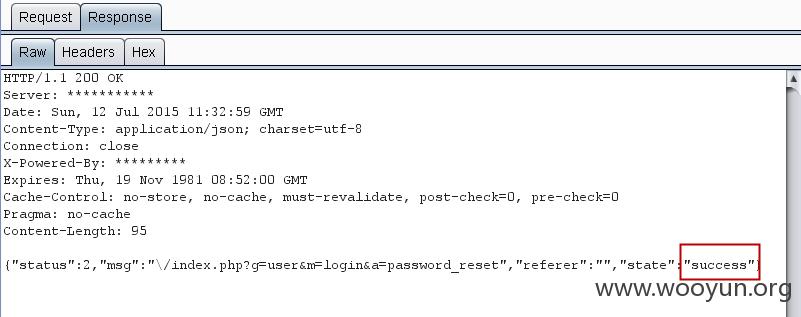 Request Response
Raw Headers Hex
HTTP/1.1 200 OK
Server: ***********
Date: Sun, 12 Jul 2015 11:32:59 GMT
Content-Type: application/json; charset=utf-8
Connection: close
X-Powered-By: *********
Expires: Thu, 19 Nov 1981 08:52:00 GMT
Cache-Control: no-store, no-cache, must-revalidate, post-check=0, pre-check=0
Pragma: no-cache
Content-Length: 95
{"status":2,"msg":"\/index.php?g=user&m=login&a=password_reset","referer":"","state":"success"}
www.wooyun.org